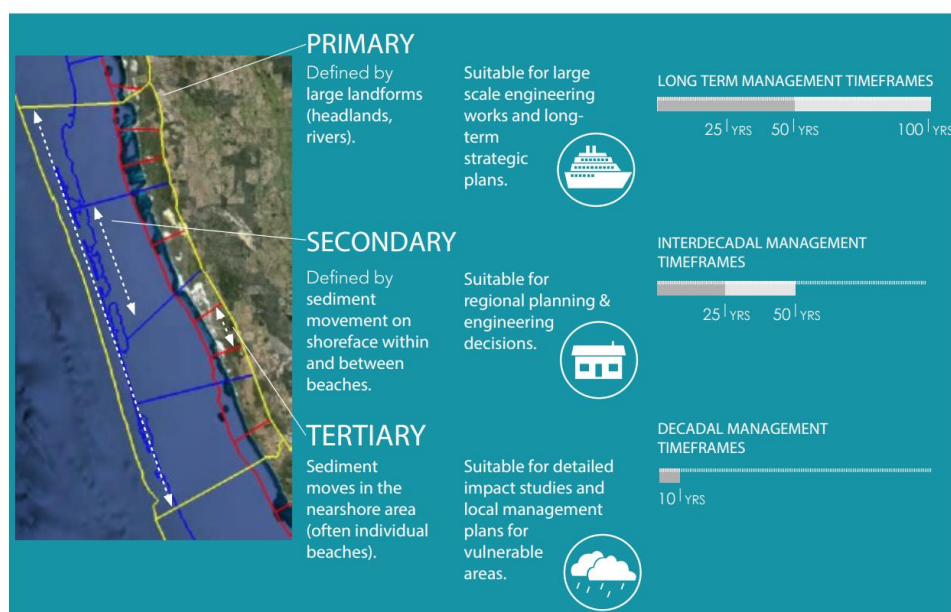 PRIMARY
Defined by
large landforms
(headlands,
rivers).
Suitable for large
scale engineering
works and long-
term
strategic
plans.
LONG TERM MANAGEMENT TIMEFRAMES
25 YRS 50 YRS 100 YRS
SECONDARY
Defined by
sediment
movement on
shoreface within
and between
beaches.
Suitable for
regional planning &
engineering
decisions.
INTERDECADAL MANAGEMENT
TIMEFRAMES
25 YRS 50 YRS
TERTIARY
Sediment
moves in the
nearshore area
(often individual
beaches).
Suitable for detailed
impact studies and
local management
plans for
vulnerable
areas.
DECADAL MANAGEMENT
TIMEFRAMES
10 YRS